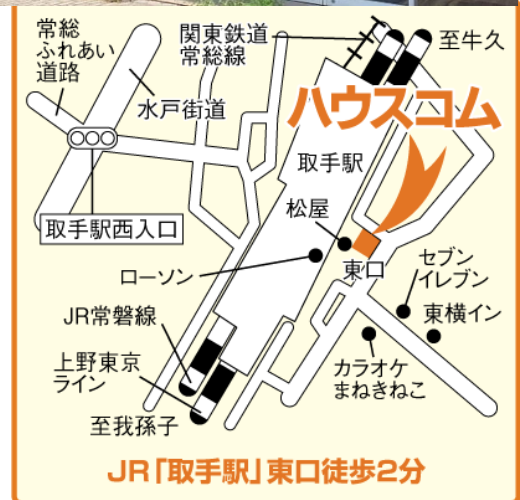 常総
ふれあい
道路
関東鉄道
常総線
至牛久
水戸街道
ハウスコム
取手駅
取手駅西入口
松屋
東口
セブン
イレブン
ローソン
東横イン
JR常磐線
上野東京
ライン
カラオケ
まねきねこ
至我孫子
JR「取手駅」東口徒歩2分